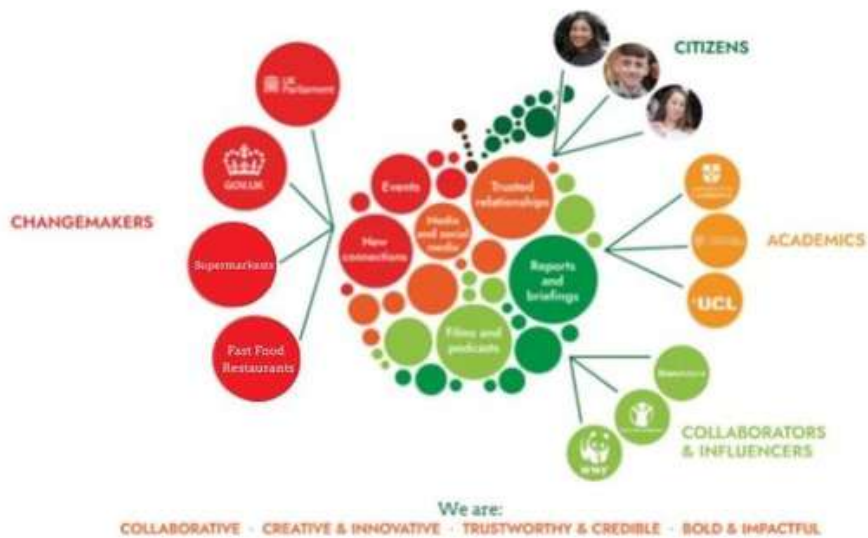 CITIZENS
UK
Parliament
GOV.UK
CHANGEMAKERS
Supermarkets
Fast Food
Restaurants
Events
Trusted
relationships
Media
and social
media
New
connections
Reports
and
briefings
Films and
podcasts
ACADEMICS
UCL
COLLABORATORS
& INFLUENCERS
WWF
We are:
COLLABORATIVE · CREATIVE & INNOVATIVE · TRUSTWORTHY & CREDIBLE · BOLD & IMPACTFUL